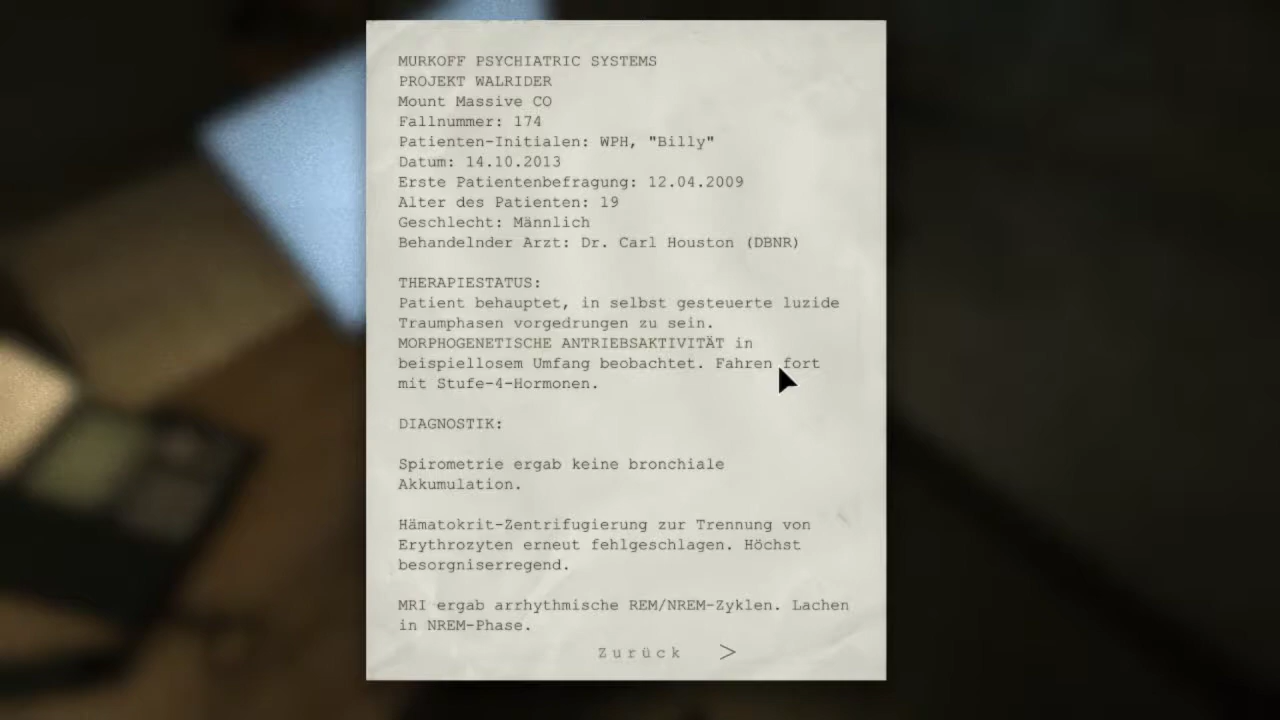 MURKOFF PSYCHIATRIC SYSTEMS
PROJEKT WALRIDER
Mount Massive CO
Fallnummer: 174
Patienten-Initialen: WPH, "Billy"
Datum: 14.10.2013
Erste Patientenbefragung: 12.04.2009
Alter des Patienten: 19
Geschlecht: Männlich
Behandelnder Arzt: Dr. Carl Houston (DBNR)
THERAPIESTATUS:
Patient behauptet, in selbst gesteuerte luzide
Traumphasen vorgedrungen zu sein.
MORPHOGENETISCHE ANTRIEBSAKTIVITÄT in
beispiellosem Umfang beobachtet. Fahren fort
mit Stufe-4-Hormonen.
DIAGNOSTIK:
Spirometrie ergab keine bronchiale
Akkumulation.
Hämatokrit-Zentrifugierung zur Trennung von
Erythrozyten erneut fehlgeschlagen. Höchst
besorgniserregend.
MRI ergab arrhythmische REM/NREM-Zyklen. Lachen
in NREM-Phase.
Zurück >